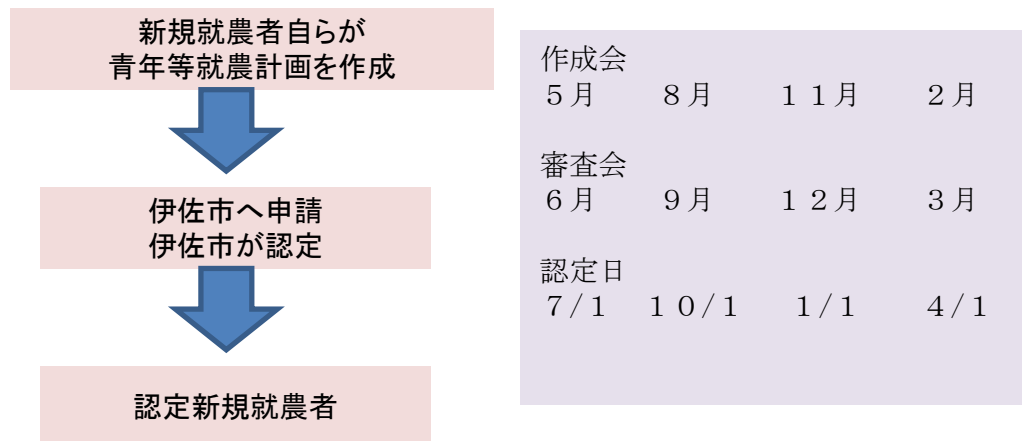 新規就農者自らが
青年等就農計画を作成
伊佐市へ申請
伊佐市が認定
認定新規就農者
作成会
５月　　８月　　１１月　　２月
審査会
６月　　９月　　１２月　　３月
認定日
７/１　１０/１　１/１　　４/１